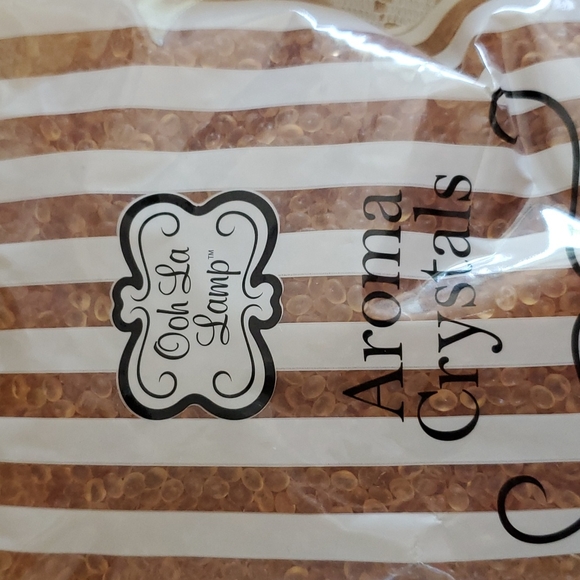 Ooh La
Lamp™
Aroma
Crystals